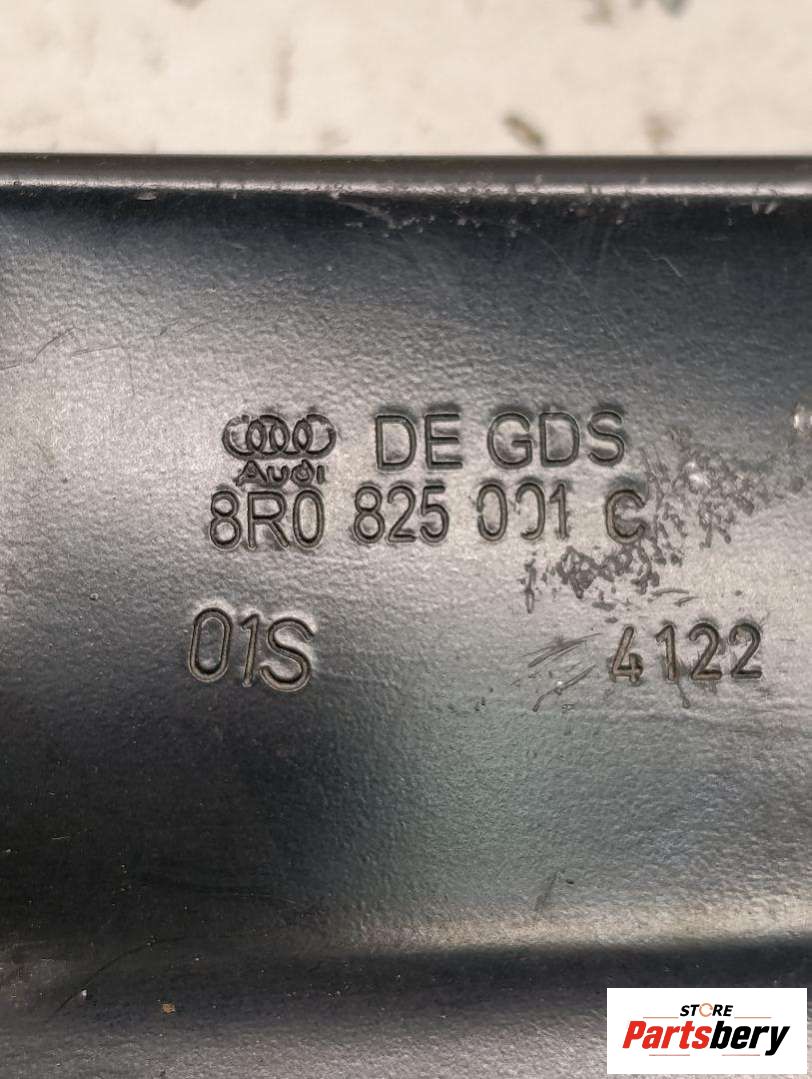 DE GDS
Audi
8R0 825 001 C
01S 4122
STORE
Partsbery